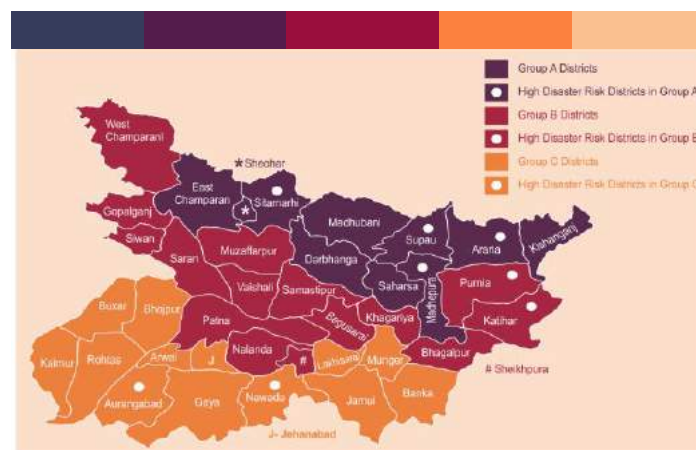 Group A Districts
High Disaster Risk Districts in Group A
Group B Districts
High Disaster Risk Districts in Group B
Group C Districts
High Disaster Risk Districts in Group C
West
Champaran
* Sheohar
East
Champaran
*
Sitamarhi
Gopalganj
Madhubani
Supau
Araria
Kishanganj
Siwan
Muzaffarpur
Darbhanga
Saran
Saharsa
Madhepura
Purnia
Vaishali
Samastipur
Buxar
Bhojpur
Patna
Begusarai
Khagariya
Katihar
Kaimur
Rohtas
Arwal
J
Nalanda
#
Lakhisarai
Munger
Bhagalpur
# Sheikhpura
Aurangabad
Gaya
Nawada
Jamui
Banka
J- Jehanabad